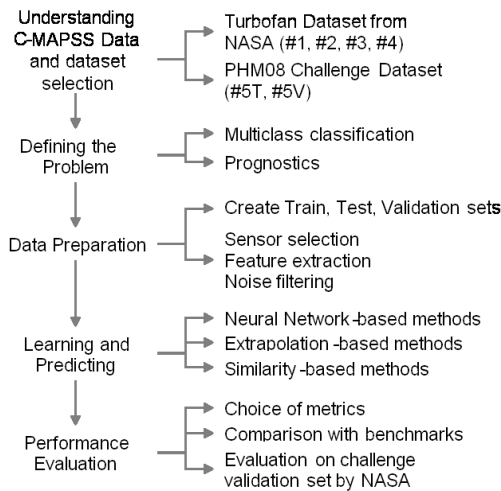 Understanding
C-MAPSS Data
and dataset
selection
Turbofan Dataset from
NASA (#1, #2, #3, #4)
PHM08 Challenge Dataset
(#5T, #5V)
Defining the
Problem
Multiclass classification
Prognostics
Data Preparation
Create Train, Test, Validation sets
Sensor selection
Feature extraction
Noise filtering
Learning and
Predicting
Neural Network-based methods
Extrapolation-based methods
Similarity-based methods
Performance
Evaluation
Choice of metrics
Comparison with benchmarks
Evaluation on challenge
validation set by NASA